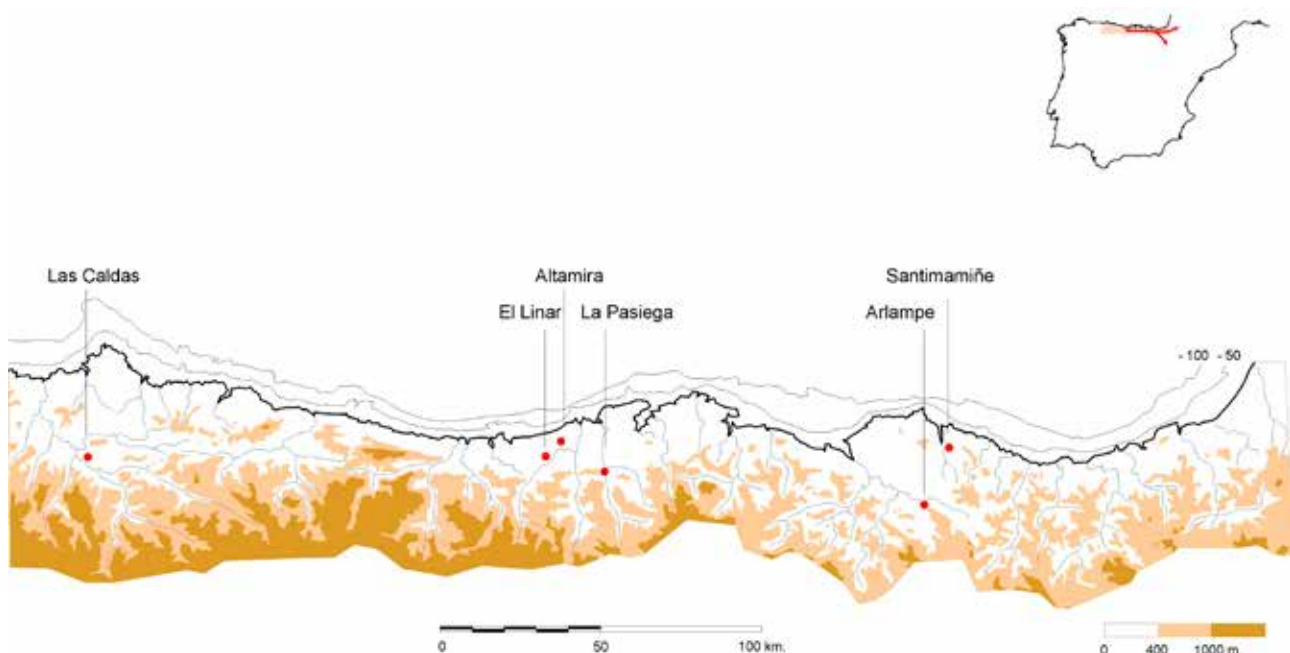 Las Caldas
Altamira
Santimamiñe
El Linar
La Pasiega
Arlampe
- 100 - 50
0 50 100 km.
0 400 1000 m.